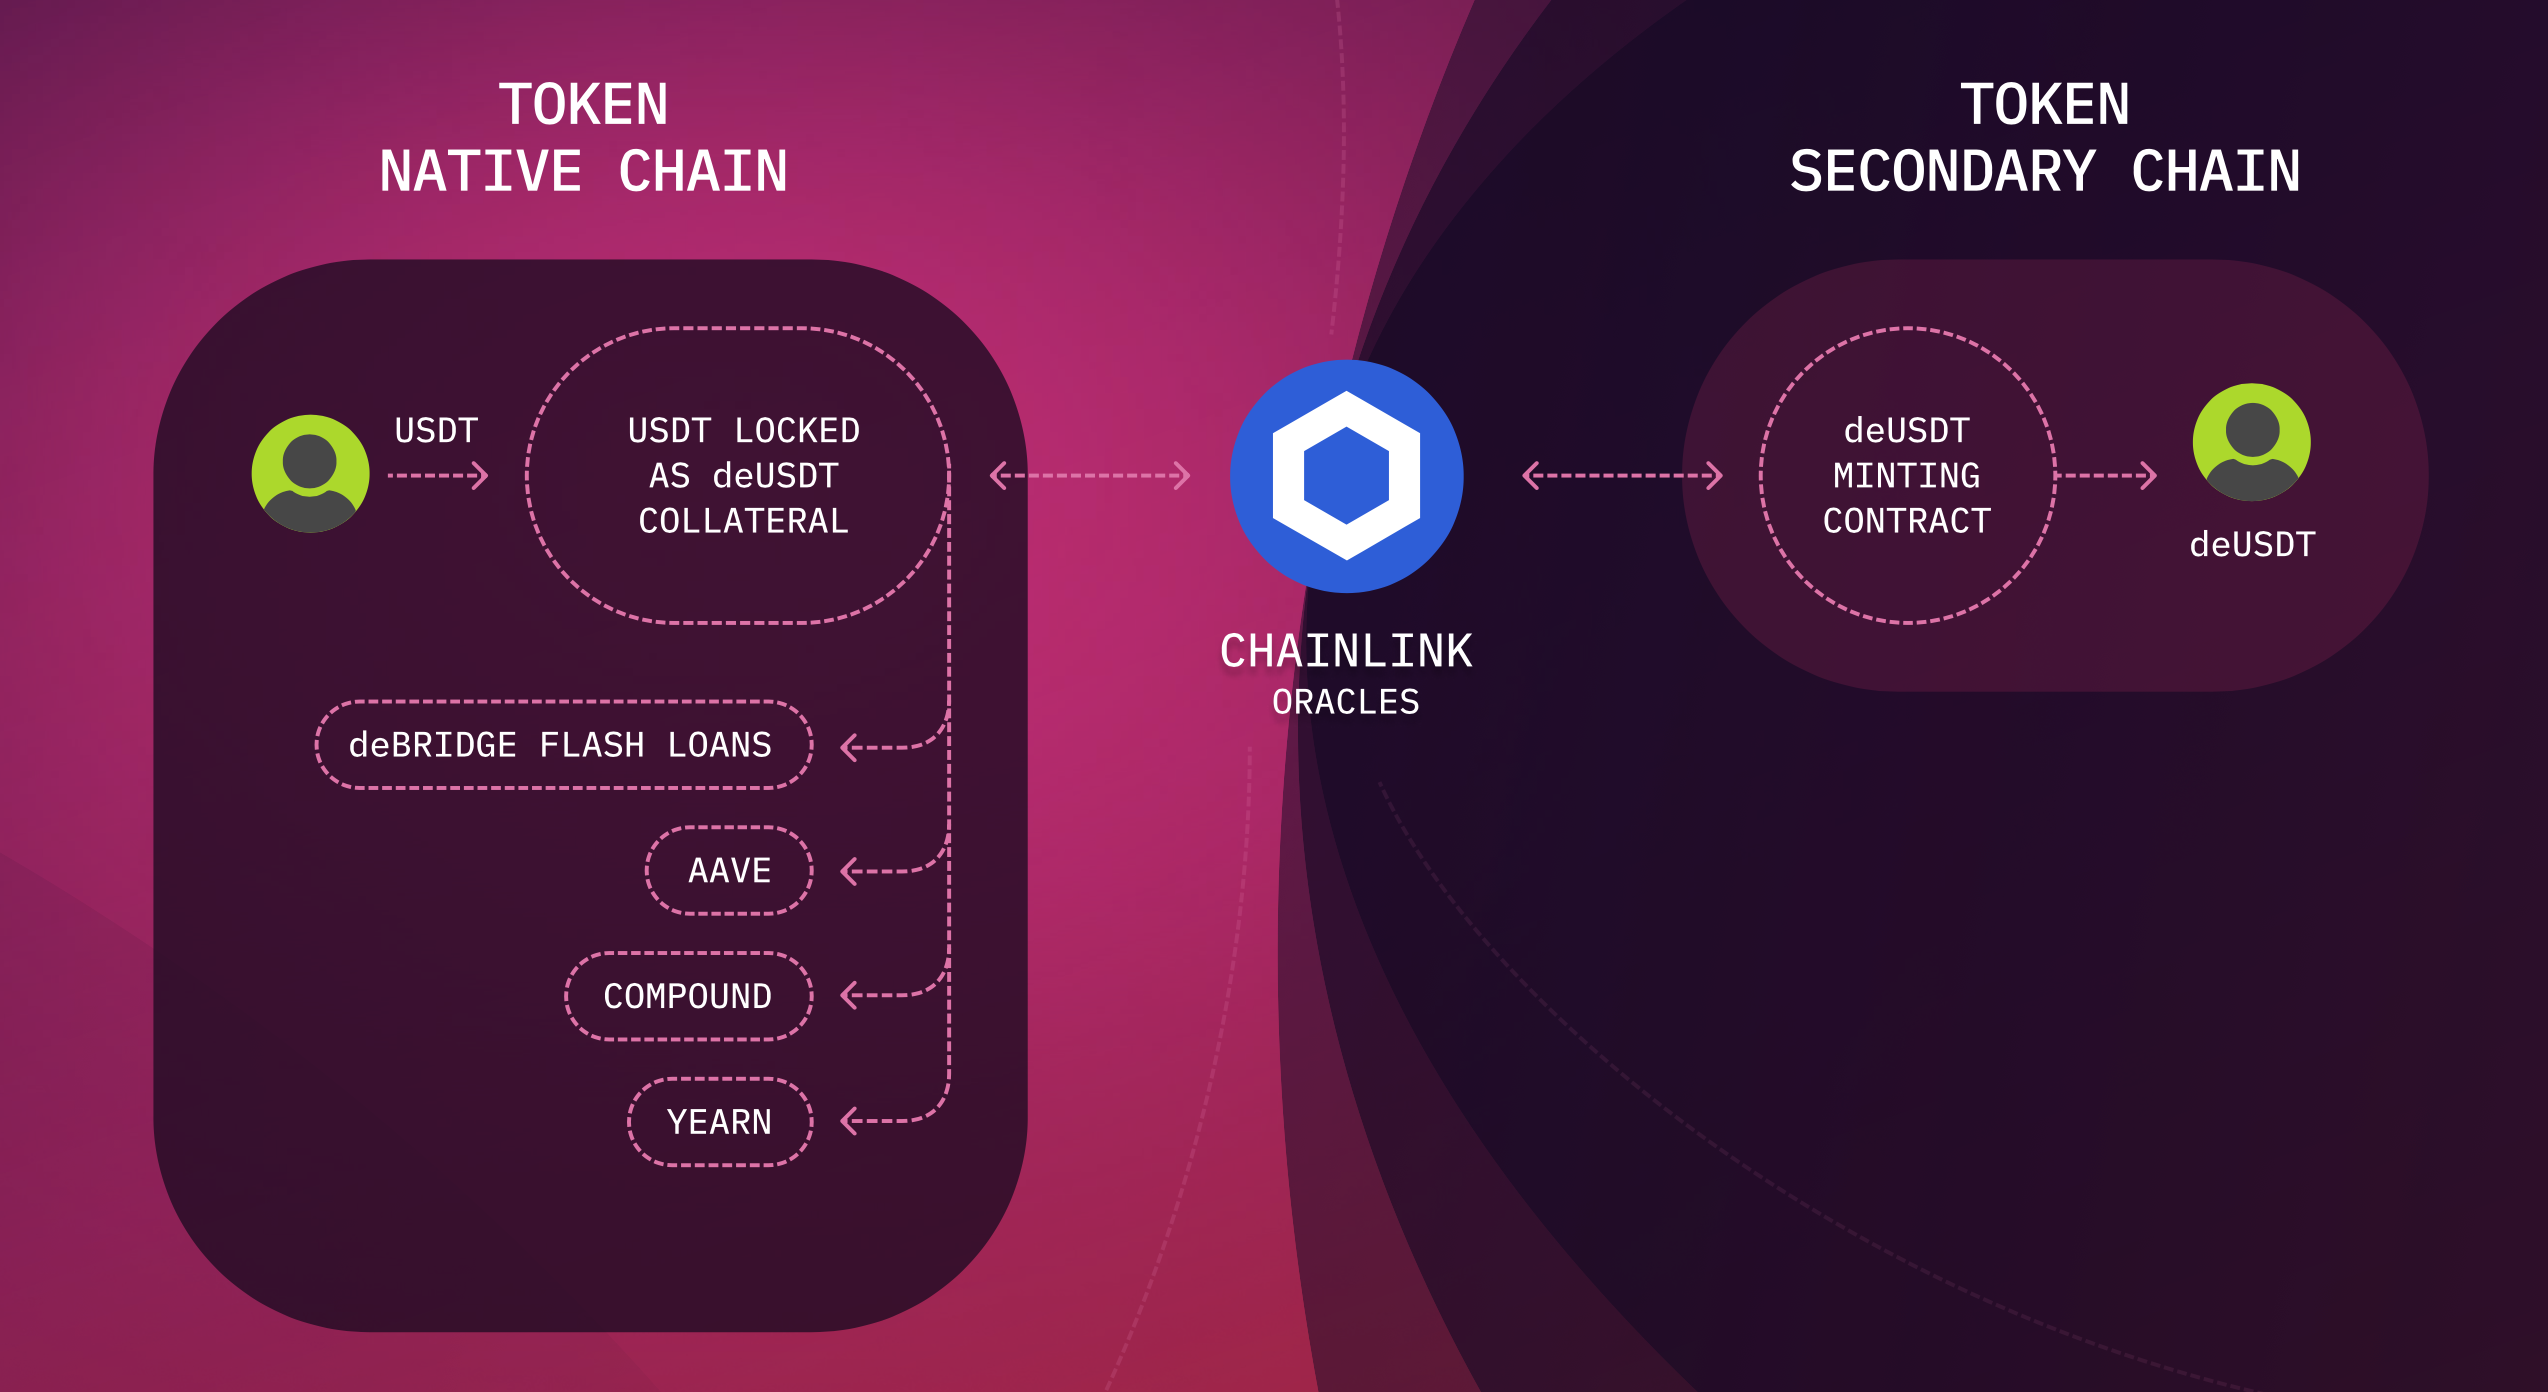 TOKEN
NATIVE CHAIN
USDT
USDT LOCKED
AS deUSDT
COLLATERAL
deBRIDGE FLASH LOANS
AAVE
COMPOUND
YEARN
CHAINLINK
ORACLES
TOKEN
SECONDARY CHAIN
deUSDT
MINTING
CONTRACT
deUSDT